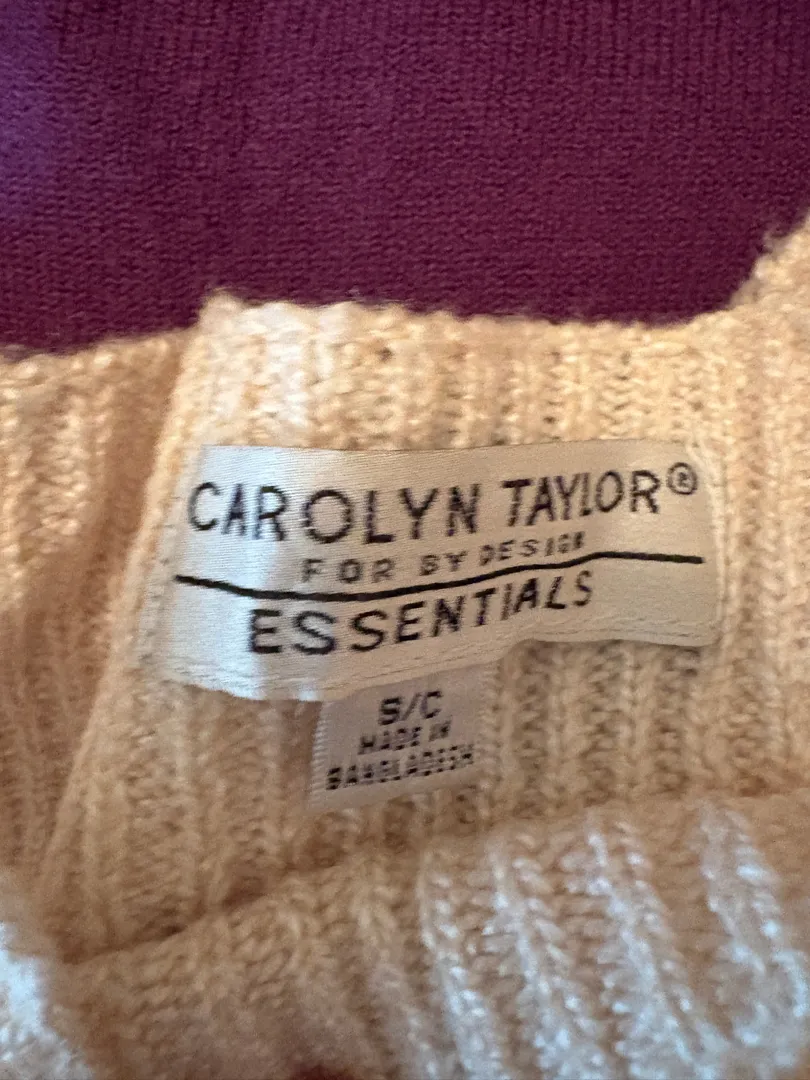 CAROLYN TAYLOR®
FOR BY DESIGN
ESSENTIALS
S/C
MADE IN
BANGLADESH